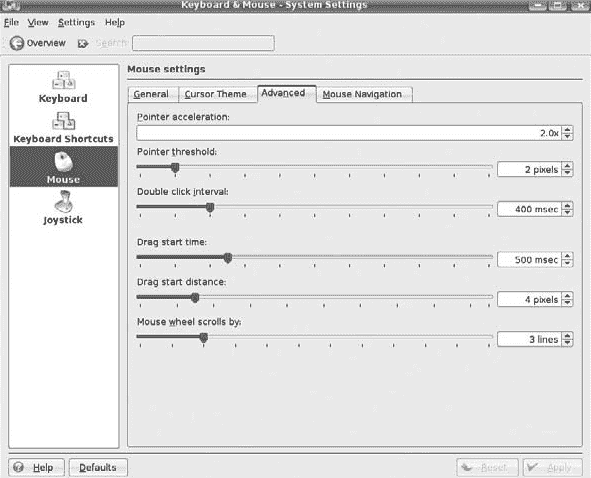 Keyboard & Mouse - System Settings
File View Settings Help
Overview Search:
Mouse settings
Keyboard
Keyboard Shortcuts
Mouse
Joystick
General Cursor Theme Advanced Mouse Navigation
Pointer acceleration:
2.0x
Pointer threshold:
2 pixels
Double click interval:
400 msec
Drag start time:
500 msec
Drag start distance:
4 pixels
Mouse wheel scrolls by:
3 lines
Help Defaults Reset Apply